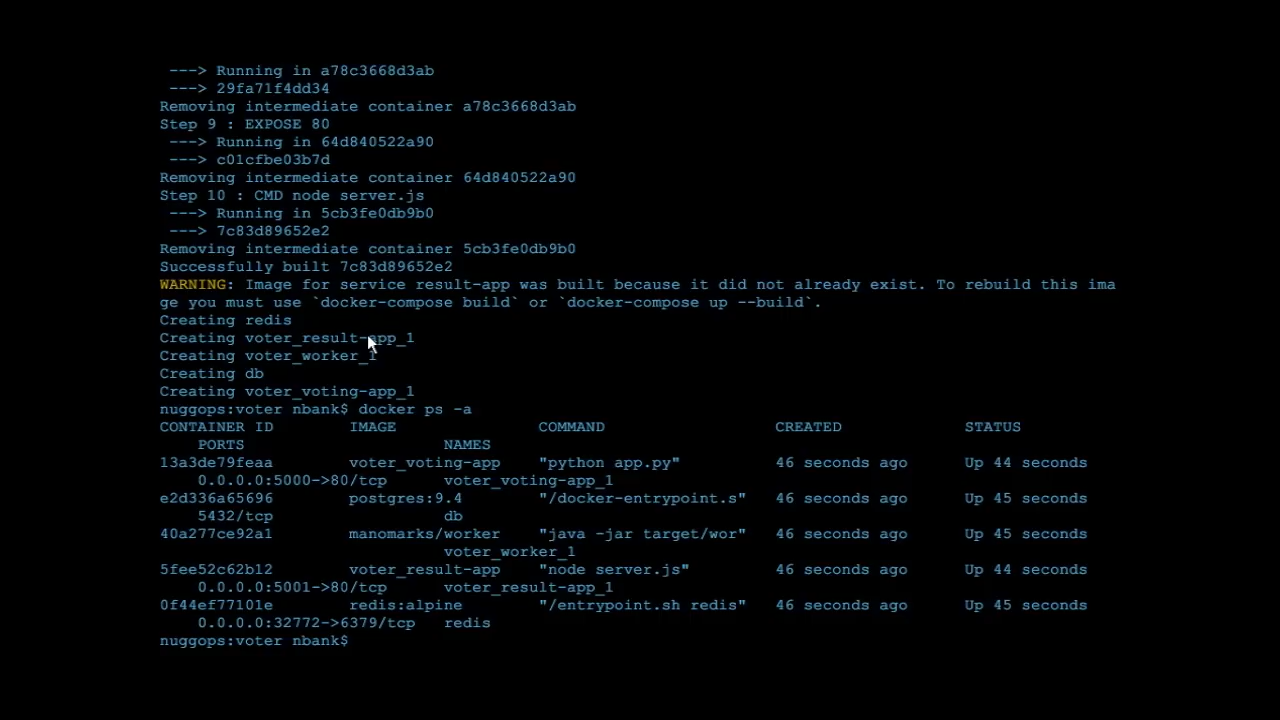 ---> Running in a78c3668d3ab
---> 29fa71f4dd34
Removing intermediate container a78c3668d3ab
Step 9 : EXPOSE 80
---> Running in 64d840522a90
---> c01cfbe03b7d
Removing intermediate container 64d840522a90
Step 10 : CMD node server.js
---> Running in 5cb3fe0db9b0
---> 7c83d89652e2
Removing intermediate container 5cb3fe0db9b0
Successfully built 7c83d89652e2
WARNING: Image for service result-app was built because it did not already exist. To rebuild this ima
ge you must use `docker-compose build` or `docker-compose up --build`.
Creating redis
Creating voter_result-app_1
Creating voter_worker_1
Creating db
Creating voter_voting-app_1
nuggops:voter nbank$ docker ps -a
CONTAINER ID        IMAGE               COMMAND                  CREATED             STATUS
    PORTS                     NAMES
13a3de79feaa        voter_voting-app    "python app.py"          46 seconds ago      Up 44 seconds
    0.0.0.0:5000->80/tcp      voter_voting-app_1
e2d336a65696        postgres:9.4        "/docker-entrypoint.s"   46 seconds ago      Up 45 seconds
    5432/tcp                  db
40a277ce92a1        manomarks/worker    "java -jar target/wor"   46 seconds ago      Up 45 seconds
                              voter_worker_1
5fee52c62b12        voter_result-app    "node server.js"         46 seconds ago      Up 44 seconds
    0.0.0.0:5001->80/tcp      voter_result-app_1
0f44ef77101e        redis:alpine        "/entrypoint.sh redis"   46 seconds ago      Up 45 seconds
    0.0.0.0:32772->6379/tcp   redis
nuggops:voter nbank$